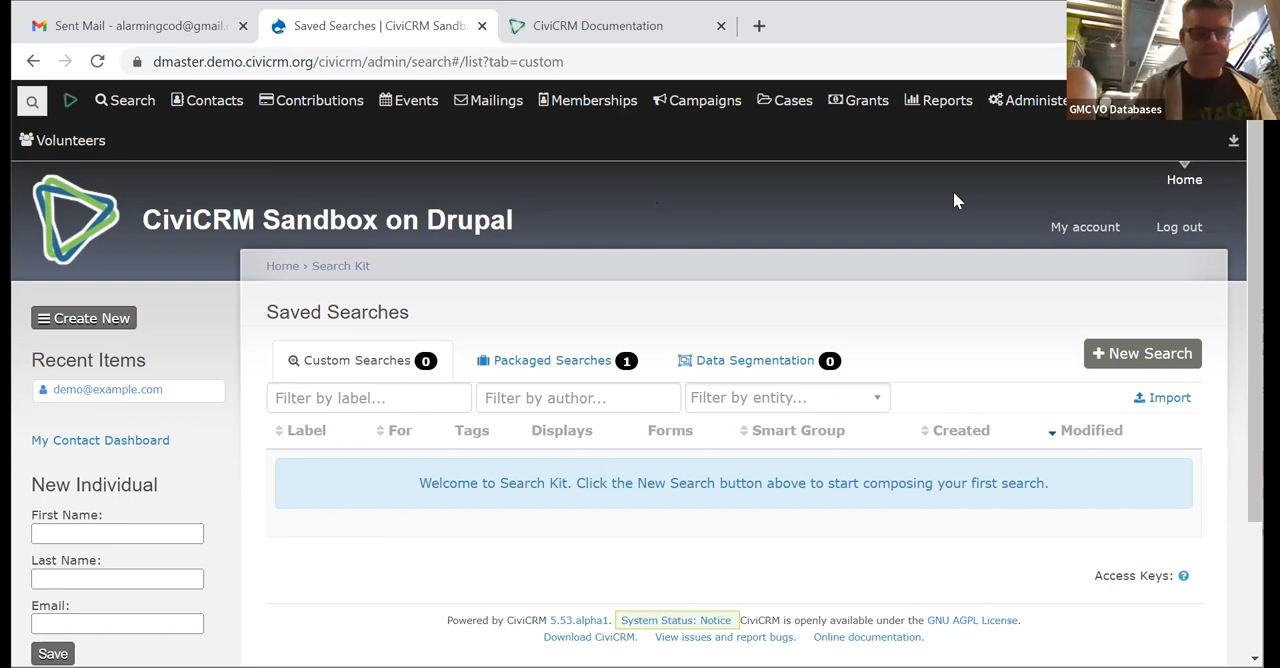 Sent Mail - alarmingcod@gmail.
Saved Searches | CiviCRM Sandb
CiviCRM Documentation
dmaster.demo.civicrm.org/civicrm/admin/search#/list?tab=custom
Search Contacts Contributions Events Mailings Memberships Campaigns Cases Grants Reports Administe
GMCVO Databases
Volunteers
Home
CiviCRM Sandbox on Drupal
My account Log out
Home › Search Kit
Create New
Saved Searches
Recent Items
demo@example.com
My Contact Dashboard
New Individual
First Name:
Last Name:
Email:
Save
Custom Searches 0 Packaged Searches 1 Data Segmentation 0
+ New Search
Filter by label... Filter by author... Filter by entity...
Import
Label For Tags Displays Forms Smart Group Created Modified
Welcome to Search Kit. Click the New Search button above to start composing your first search.
Access Keys: ?
Powered by CiviCRM 5.53.alpha1. System Status: Notice CiviCRM is openly available under the GNU AGPL License.
Download CiviCRM. View issues and report bugs. Online documentation.